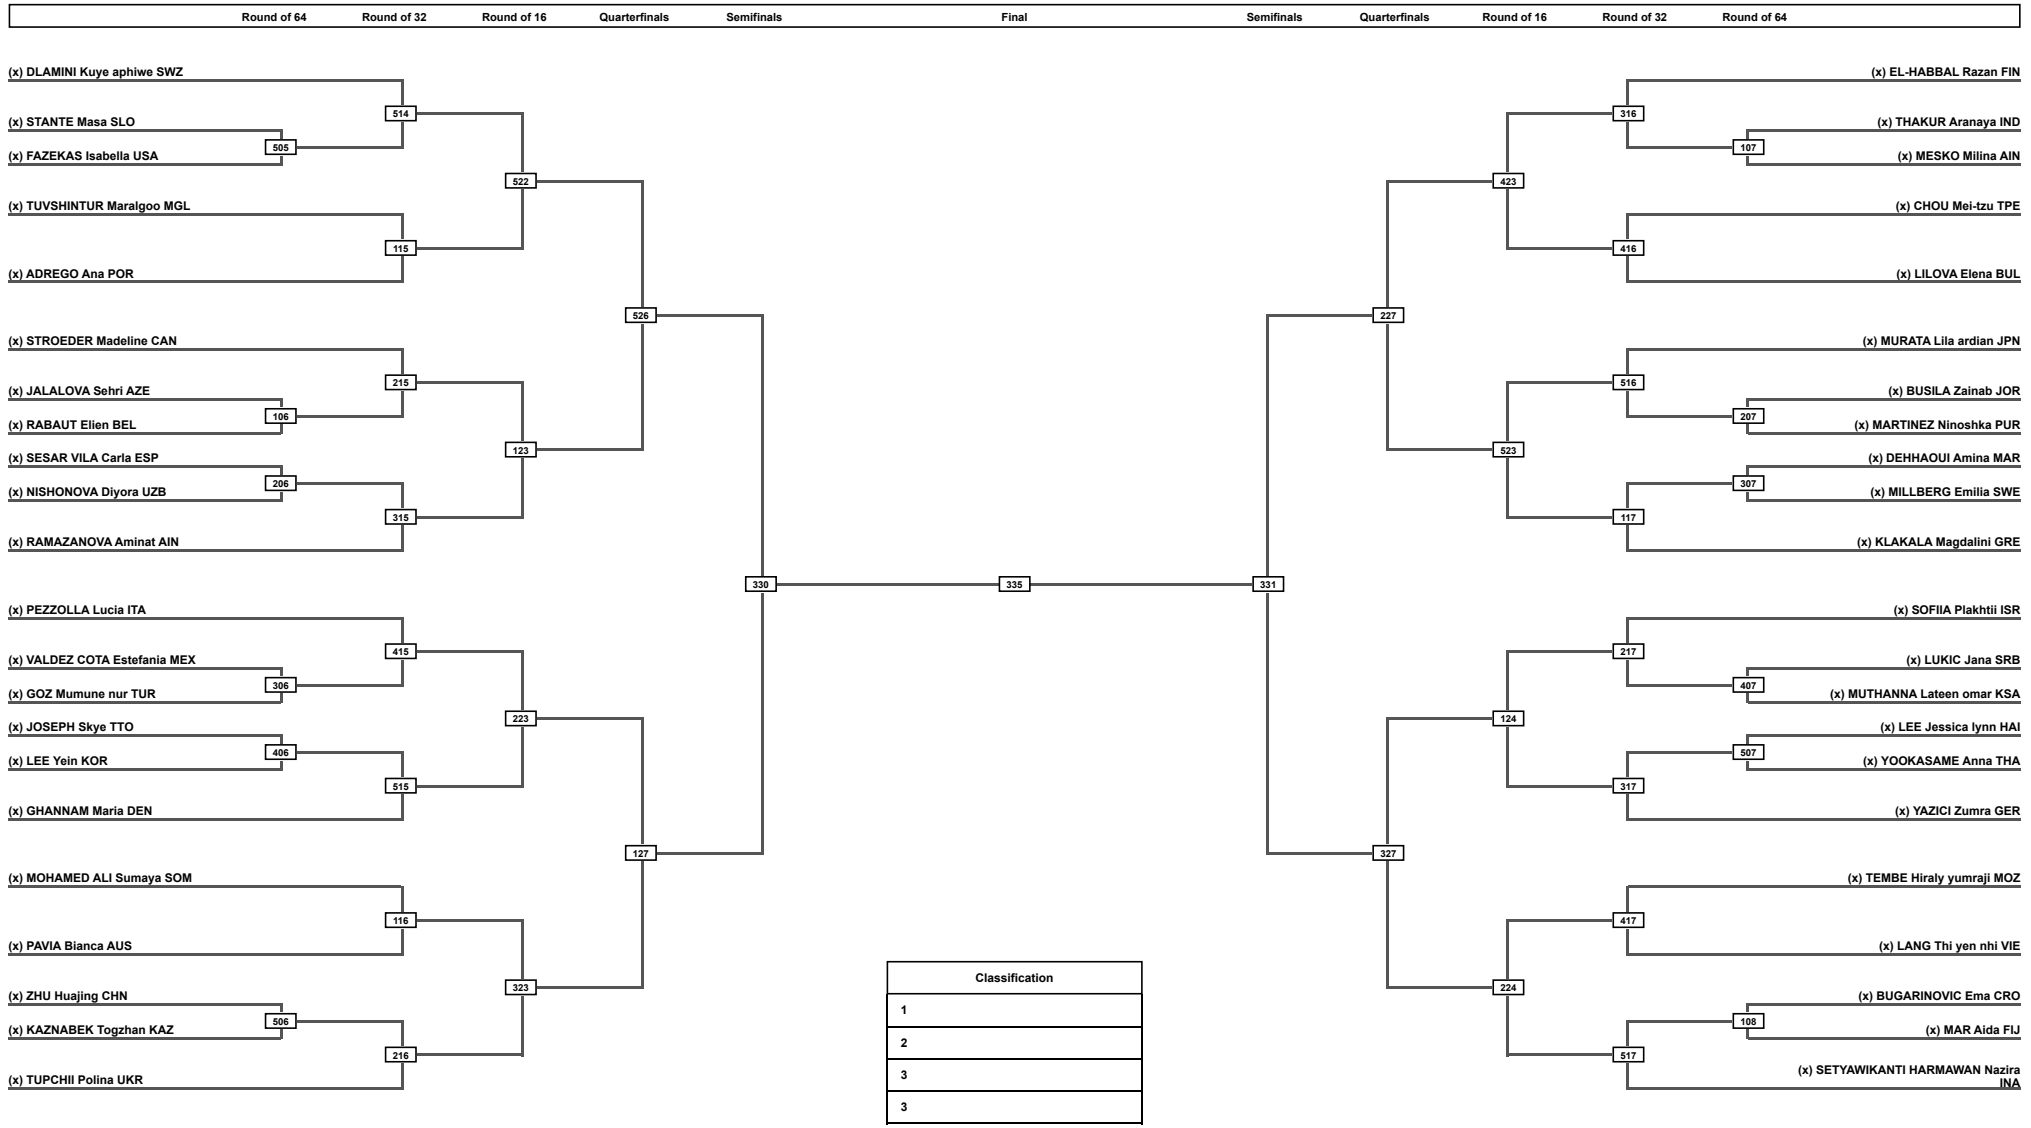 Round of 64 Round of 32 Round of 16 Quarterfinals Semifinals Final Semifinals Quarterfinals Round of 16 Round of 32 Round of 64
(x) DLAMINI Kuye aphiwe SWZ
514
(x) STANTE Masa SLO
505
(x) FAZEKAS Isabella USA
522
(x) TUVSHINTUR Maralgoo MGL
115
(x) ADREGO Ana POR
526
(x) STROEDER Madeline CAN
215
(x) JALALOVA Sehri AZE
106
(x) RABAUT Elien BEL
123
(x) SESAR VILA Carla ESP
206
(x) NISHONOVA Diyora UZB
315
(x) RAMAZANOVA Aminat AIN
330
(x) PEZZOLLA Lucia ITA
415
(x) VALDEZ COTA Estefania MEX
306
(x) GOZ Mumune nur TUR
223
(x) JOSEPH Skye TTO
406
(x) LEE Yein KOR
515
(x) GHANNAM Maria DEN
127
(x) MOHAMED ALI Sumaya SOM
116
(x) PAVIA Bianca AUS
323
(x) ZHU Huajing CHN
506
(x) KAZNABEK Togzhan KAZ
216
(x) TUPCHII Polina UKR
335
Classification
1
2
3
3
(x) EL-HABBAL Razan FIN
316
(x) THAKUR Aranaya IND
107
(x) MESKO Milina AIN
423
(x) CHOU Mei-tzu TPE
416
(x) LILOVA Elena BUL
227
(x) MURATA Lila ardian JPN
516
(x) BUSILA Zainab JOR
207
(x) MARTINEZ Ninoshka PUR
523
(x) DEHHAOUI Amina MAR
307
(x) MILLBERG Emilia SWE
117
(x) KLAKALA Magdalini GRE
331
(x) SOFIIA Plakhtii ISR
217
(x) LUKIC Jana SRB
407
(x) MUTHANNA Lateen omar KSA
124
(x) LEE Jessica lynn HAI
507
(x) YOOKASAME Anna THA
317
(x) YAZICI Zumra GER
327
(x) TEMBE Hiraly yumraji MOZ
417
(x) LANG Thi yen nhi VIE
224
(x) BUGARINOVIC Ema CRO
108
(x) MAR Aida FIJ
517
(x) SETYAWIKANTI HARMAWAN Nazira
INA